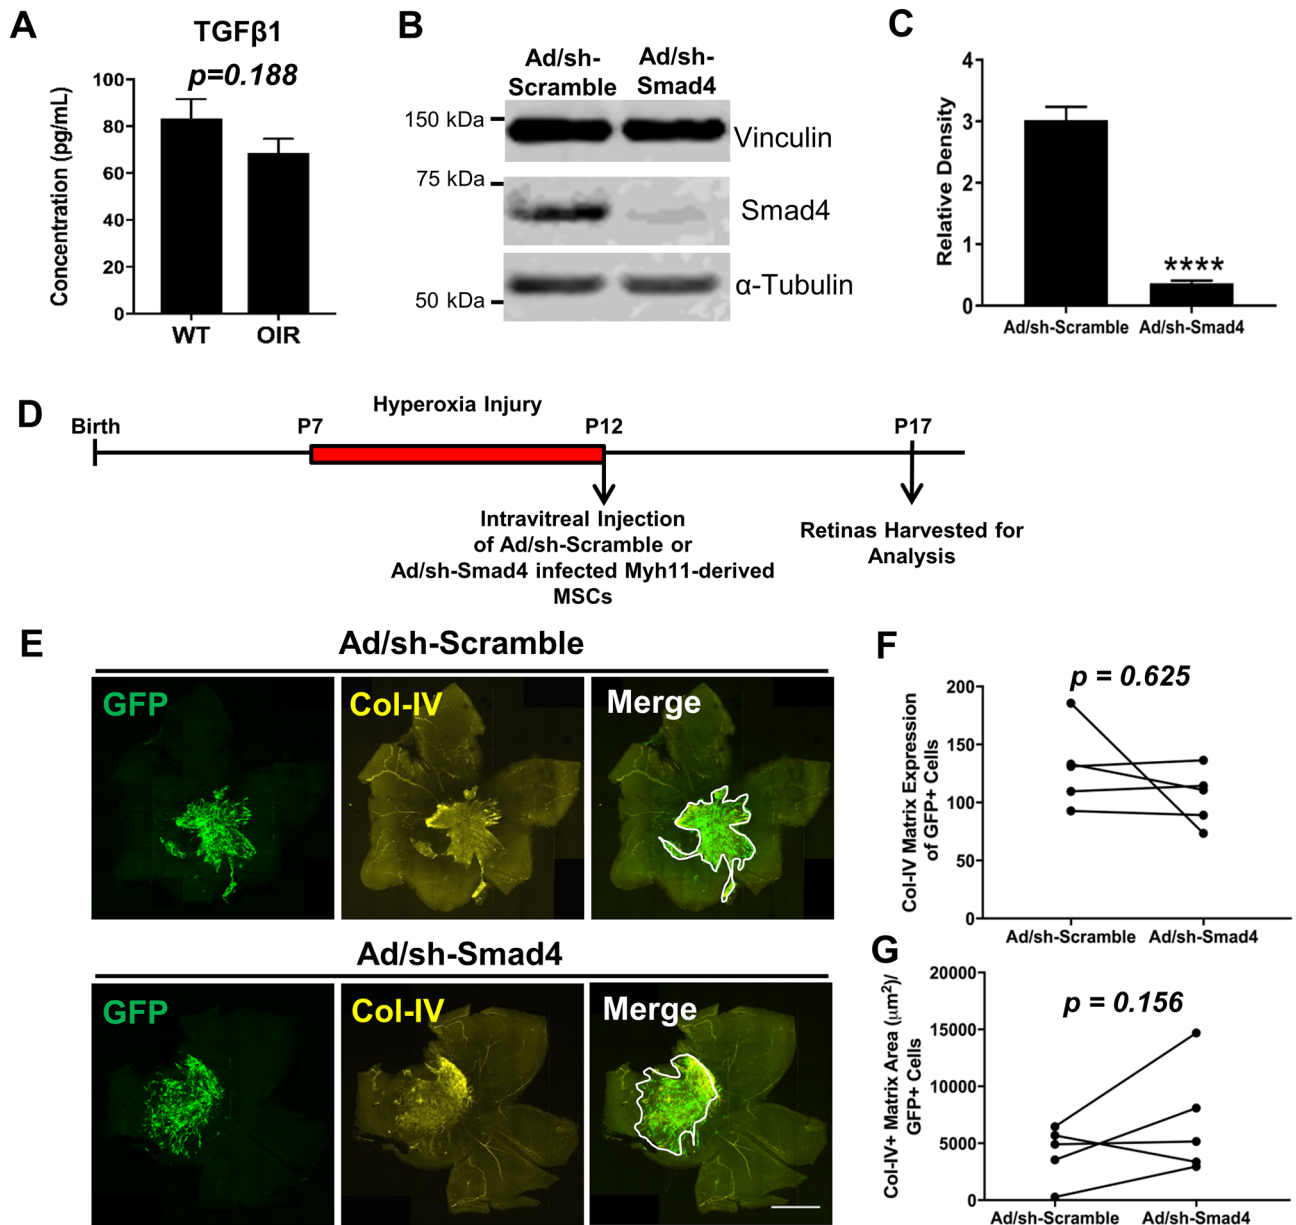 A
TGFβ1
p=0.188
Concentration (pg/mL)
100
80
60
40
20
0
WT
OIR
B
Ad/sh-
Scramble
Ad/sh-
Smad4
150 kDa
Vinculin
75 kDa
Smad4
α-Tubulin
50 kDa
C
Relative Density
4
3
2
1
0
****
Ad/sh-Scramble
Ad/sh-Smad4
D
Hyperoxia Injury
Birth
P7
P12
P17
Intravitreal Injection
of Ad/sh-Scramble or
Ad/sh-Smad4 infected Myh11-derived
MSCs
Retinas Harvested for
Analysis
E
Ad/sh-Scramble
GFP
Col-IV
Merge
Ad/sh-Smad4
GFP
Col-IV
Merge
F
p = 0.625
Col-IV Matrix Expression
of GFP+ Cells
200
150
100
50
0
Ad/sh-Scramble
Ad/sh-Smad4
G
p = 0.156
Col-IV+ Matrix Area (μm²)/
GFP+ Cells
20000
15000
10000
5000
0
Ad/sh-Scramble
Ad/sh-Smad4